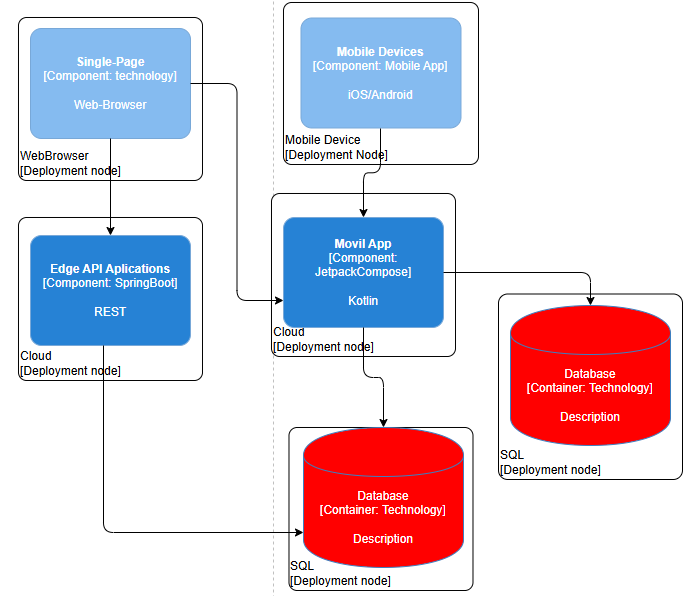 Single-Page
[Component: technology]
Web-Browser
WebBrowser
[Deployment node]
Mobile Devices
[Component: Mobile App]
iOS/Android
Mobile Device
[Deployment Node]
Edge API Aplications
[Component: SpringBoot]
REST
Cloud
[Deployment node]
Movil App
[Component:
JetpackCompose]
Kotlin
Cloud
[Deployment node]
Database
[Container: Technology]
Description
SQL
[Deployment node]
Database
[Container: Technology]
Description
SQL
[Deployment node]